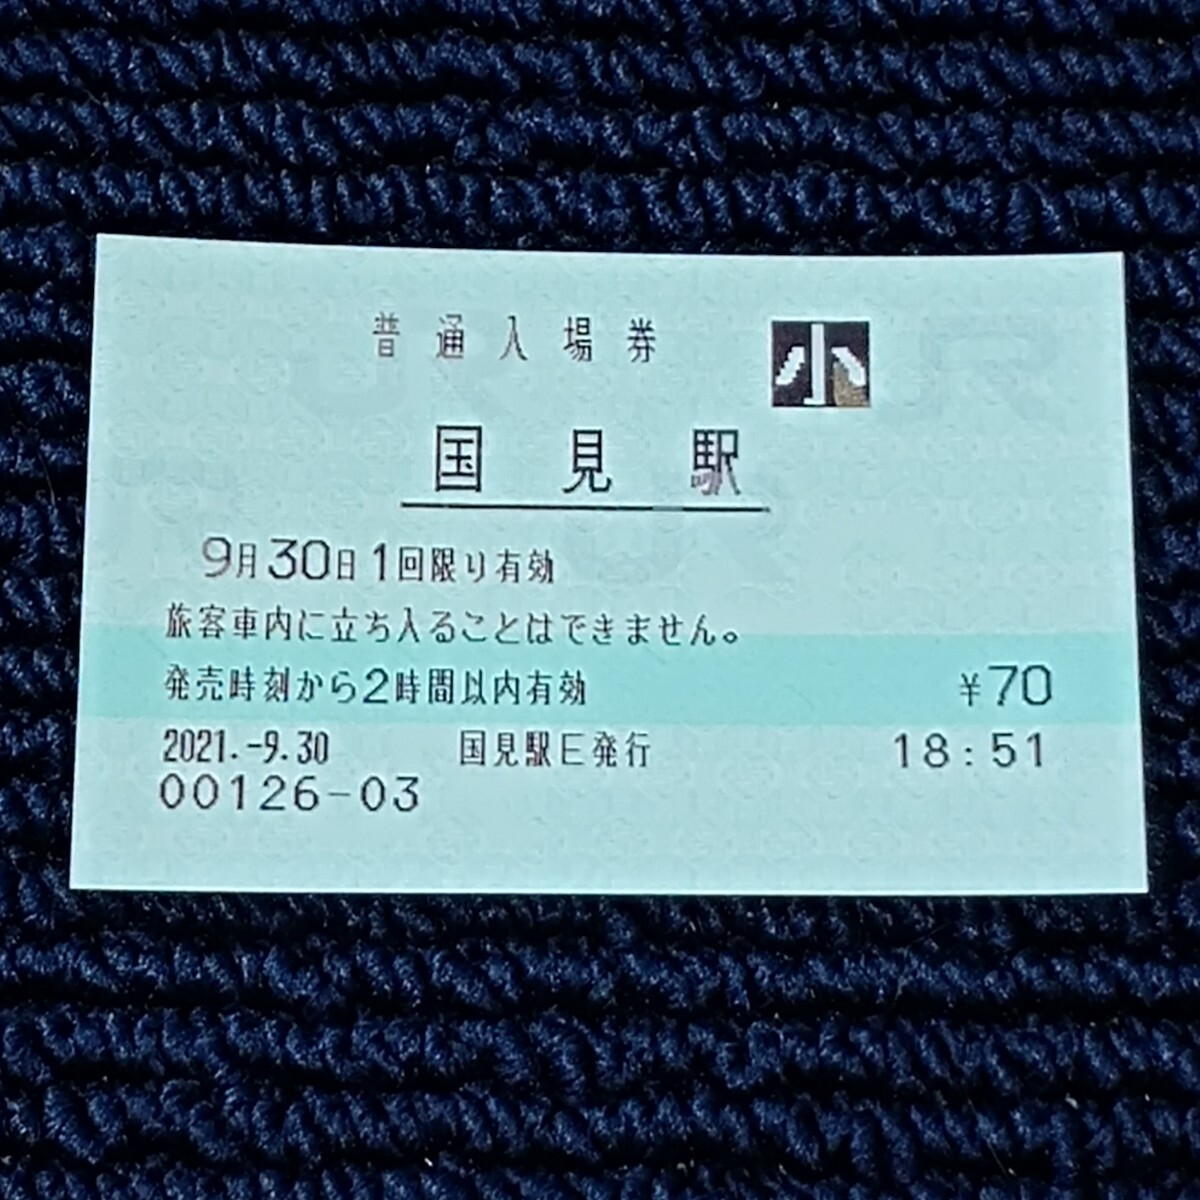 普通入場券 小
国見駅
9月30日1回限り有効
旅客車内に立ち入ることはできません。
発売時刻から2時間以内有効 ¥70
2021.-9.30 国見駅E発行 18:51
00126-03